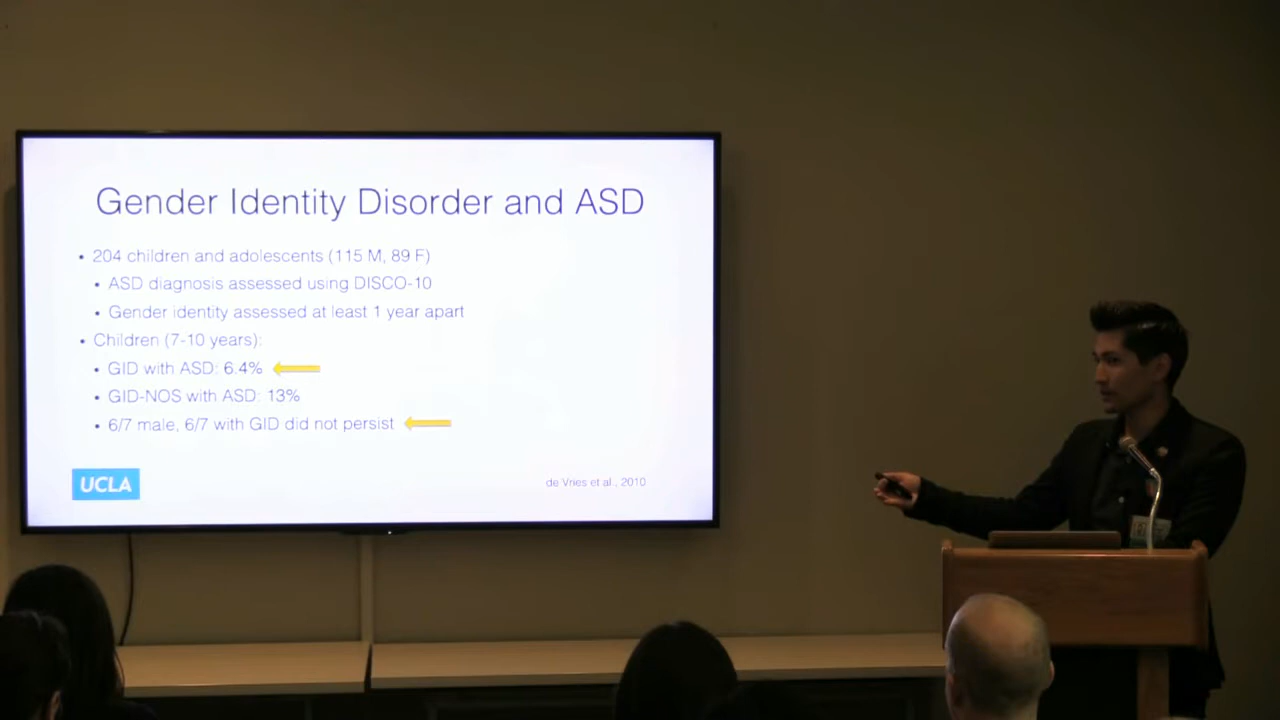 Gender Identity Disorder and ASD
• 204 children and adolescents (115 M, 89 F)
• ASD diagnosis assessed using DISCO-10
• Gender identity assessed at least 1 year apart
• Children (7-10 years):
• GID with ASD: 6.4%
• GID-NOS with ASD: 13%
• 6/7 male, 6/7 with GID did not persist
UCLA
de Vries et al., 2010